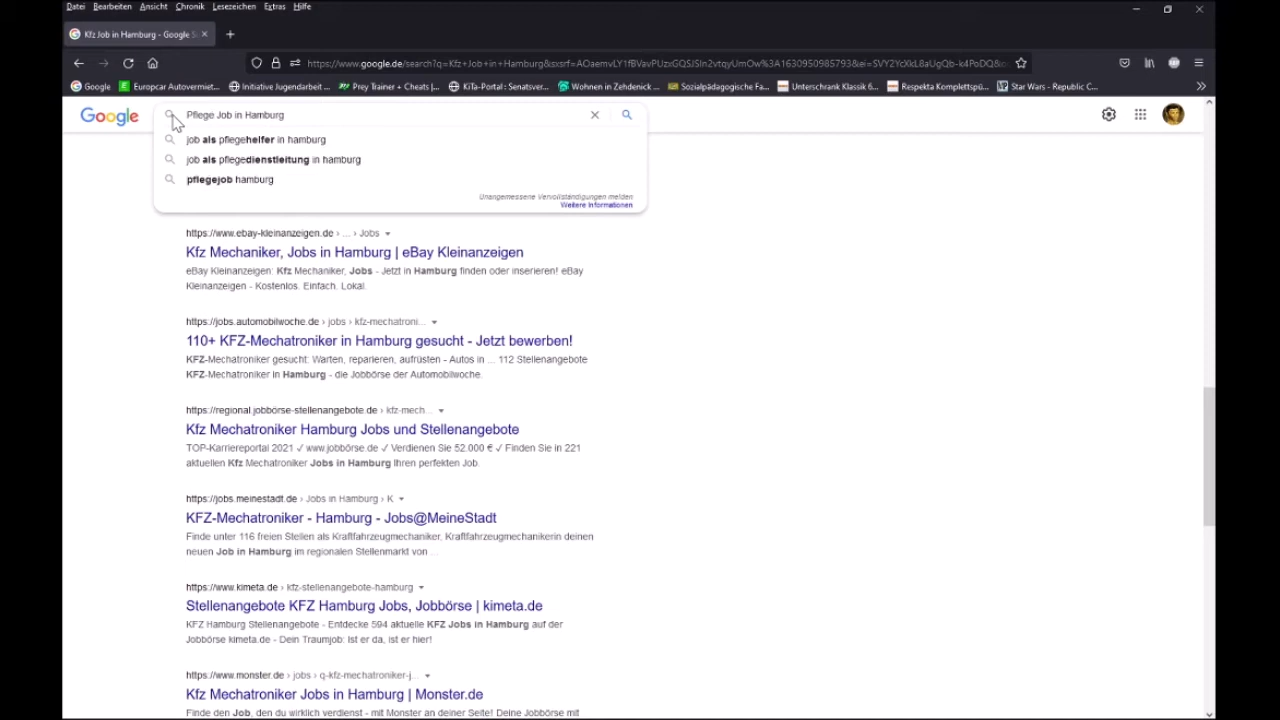 Datei Bearbeiten Ansicht Chronik Lesezeichen Extras Hilfe
Kfz Job in Hamburg - Google S
https://www.google.de/search?q=Kfz+Job+in+Hamburg&sxsrf=
Google Europcar Autovermiet... Initiative Jugendarbeit ... Prey Trainer + Cheats |... KiTa-Portal : Senatsver... Wohnen in Zehdenick ... Sozialpädagogische Fa... Unterschrank Klassik 6... Respekta Komplettspü... Star Wars - Republic C...
Google
Pflege Job in Hamburg
job als pflegehelfer in hamburg
job als pflegedienstleitung in hamburg
pflegejob hamburg
Unangemessene Vervollständigungen melden
Weitere Informationen
https://www.ebay-kleinanzeigen.de › ... › Jobs
Kfz Mechaniker, Jobs in Hamburg | eBay Kleinanzeigen
eBay Kleinanzeigen: Kfz Mechaniker, Jobs - Jetzt in Hamburg finden oder inserieren! eBay
Kleinanzeigen - Kostenlos. Einfach. Lokal.
https://jobs.automobilwoche.de › jobs › kfz-mechatroni...
110+ KFZ-Mechatroniker in Hamburg gesucht - Jetzt bewerben!
KFZ-Mechatroniker gesucht: Warten, reparieren, aufrüsten - Autos in ... 112 Stellenangebote
KFZ-Mechatroniker in Hamburg - die Jobbörse der Automobilwoche.
https://regional.jobbörse-stellenangebote.de › kfz-mech...
Kfz Mechatroniker Hamburg Jobs und Stellenangebote
TOP-Karriereportal 2021 ✓ www.jobbörse.de ✓ Verdienen Sie 52.000 € ✓ Finden Sie in 221
aktuellen Kfz Mechatroniker Jobs in Hamburg Ihren perfekten Job.
https://jobs.meinestadt.de › Jobs in Hamburg › K
KFZ-Mechatroniker - Hamburg - Jobs@MeineStadt
Finde unter 116 freien Stellen als Kraftfahrzeugmechaniker, Kraftfahrzeugmechanikerin deinen
neuen Job in Hamburg im regionalen Stellenmarkt von ...
https://www.kimeta.de › kfz-stellenangebote-hamburg
Stellenangebote KFZ Hamburg Jobs, Jobbörse | kimeta.de
KFZ Hamburg Stellenangebote - Entdecke 594 aktuelle KFZ Jobs in Hamburg auf der
Jobbörse kimeta.de - Dein Traumjob: Ist er da, ist er hier!
https://www.monster.de › jobs › q-kfz-mechatroniker-j...
Kfz Mechatroniker Jobs in Hamburg | Monster.de
Finde den Job, den du wirklich verdienst - mit Monster an deiner Seite! Deine Jobbörse mit